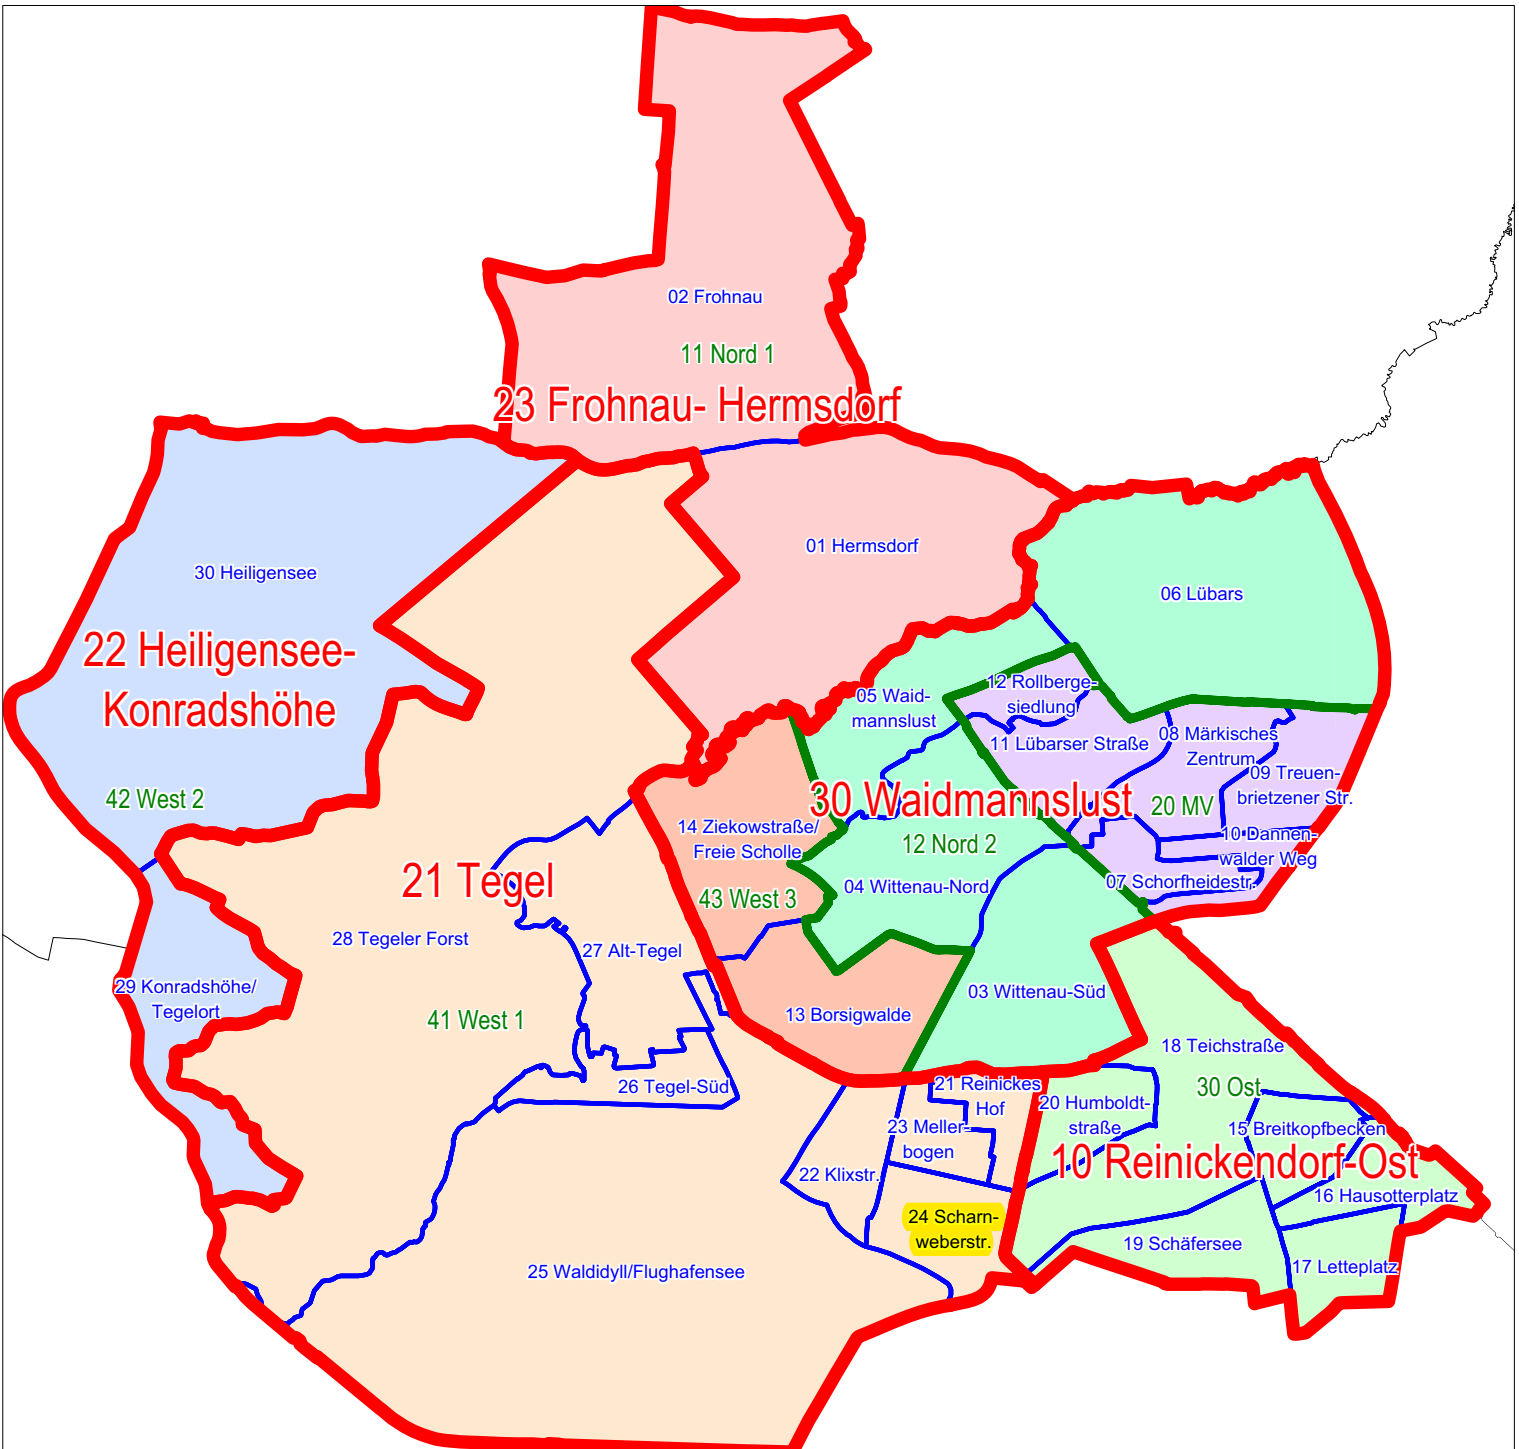 02 Frohnau
11 Nord 1
23 Frohnau- Hermsdorf
01 Hermsdorf
30 Heiligensee
06 Lübars
22 Heiligensee-
Konradshöhe
12 Rollberge-
siedlung
05 Waid-
mannslust
11 Lübarser Straße
08 Märkisches
Zentrum
09 Treuen-
brietzener Str.
42 West 2
30 Waidmannslust
20 MV
14 Ziekowstraße/
Freie Scholle
12 Nord 2
10 Dannen-
walder Weg
21 Tegel
04 Wittenau-Nord
07 Schorfheidestr.
43 West 3
28 Tegeler Forst
27 Alt-Tegel
29 Konradshöhe/
Tegelort
03 Wittenau-Süd
41 West 1
13 Borsigwalde
18 Teichstraße
26 Tegel-Süd
21 Reinickes
Hof
30 Ost
20 Humboldt-
straße
23 Meller-
bogen
15 Breitkopfbecken
10 Reinickendorf-Ost
22 Klixstr.
16 Hausotterplatz
24 Scharn-
weberstr.
19 Schäfersee
25 Waldidyll/Flughafensee
17 Letteplatz